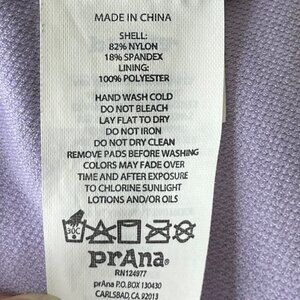 MADE IN CHINA
SHELL:
82% NYLON
18% SPANDEX
LINING:
100% POLYESTER
HAND WASH COLD
DO NOT BLEACH
LAY FLAT TO DRY
DO NOT IRON
DO NOT DRY CLEAN
REMOVE PADS BEFORE WASHING
COLORS MAY FADE OVER
TIME AND AFTER EXPOSURE
TO CHLORINE SUNLIGHT
LOTIONS AND/OR OILS
30C
prAna®
RN124977
prAna P.O. BOX 130430
CARLSBAD, CA 92013